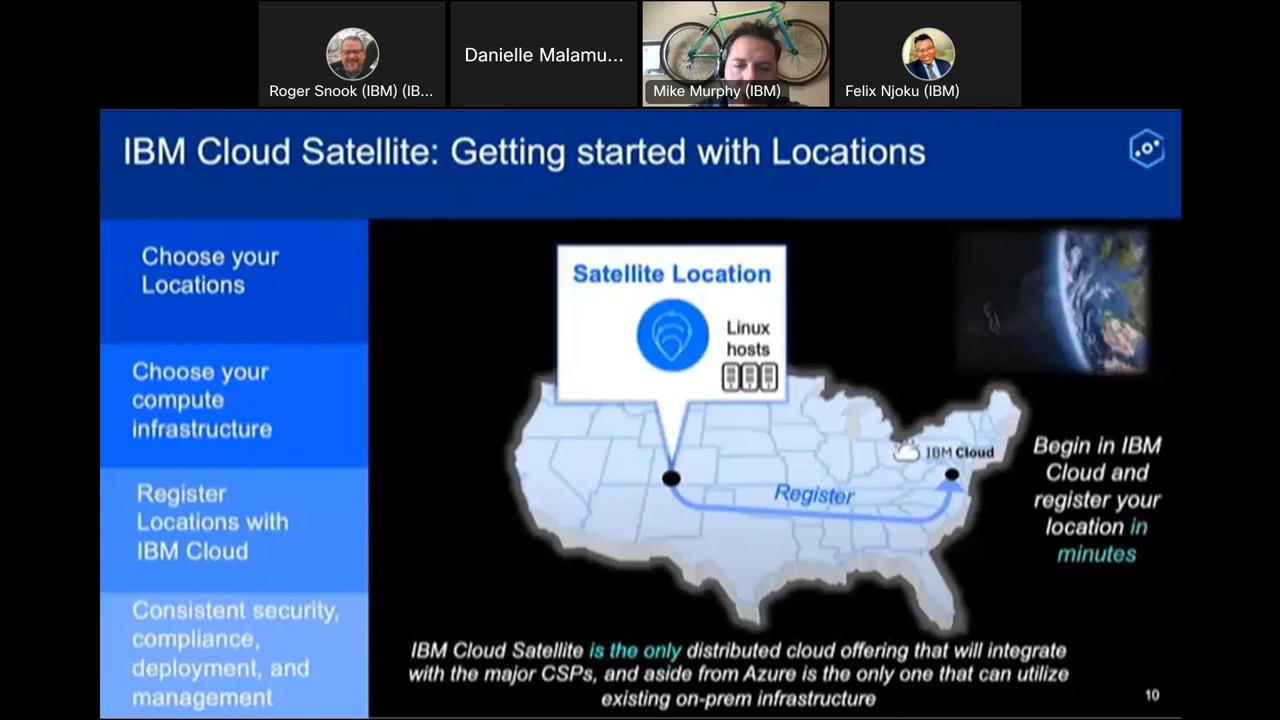 Roger Snook (IBM) (IB...
Danielle Malamu...
Mike Murphy (IBM)
Felix Njoku (IBM)
IBM Cloud Satellite: Getting started with Locations
Choose your
Locations
Choose your
compute
infrastructure
Register
Locations with
IBM Cloud
Consistent security,
compliance,
deployment, and
management
Satellite Location
Linux
hosts
IBM Cloud
Register
Begin in IBM
Cloud and
register your
location in
minutes
IBM Cloud Satellite is the only distributed cloud offering that will integrate
with the major CSPs, and aside from Azure is the only one that can utilize
existing on-prem infrastructure
10